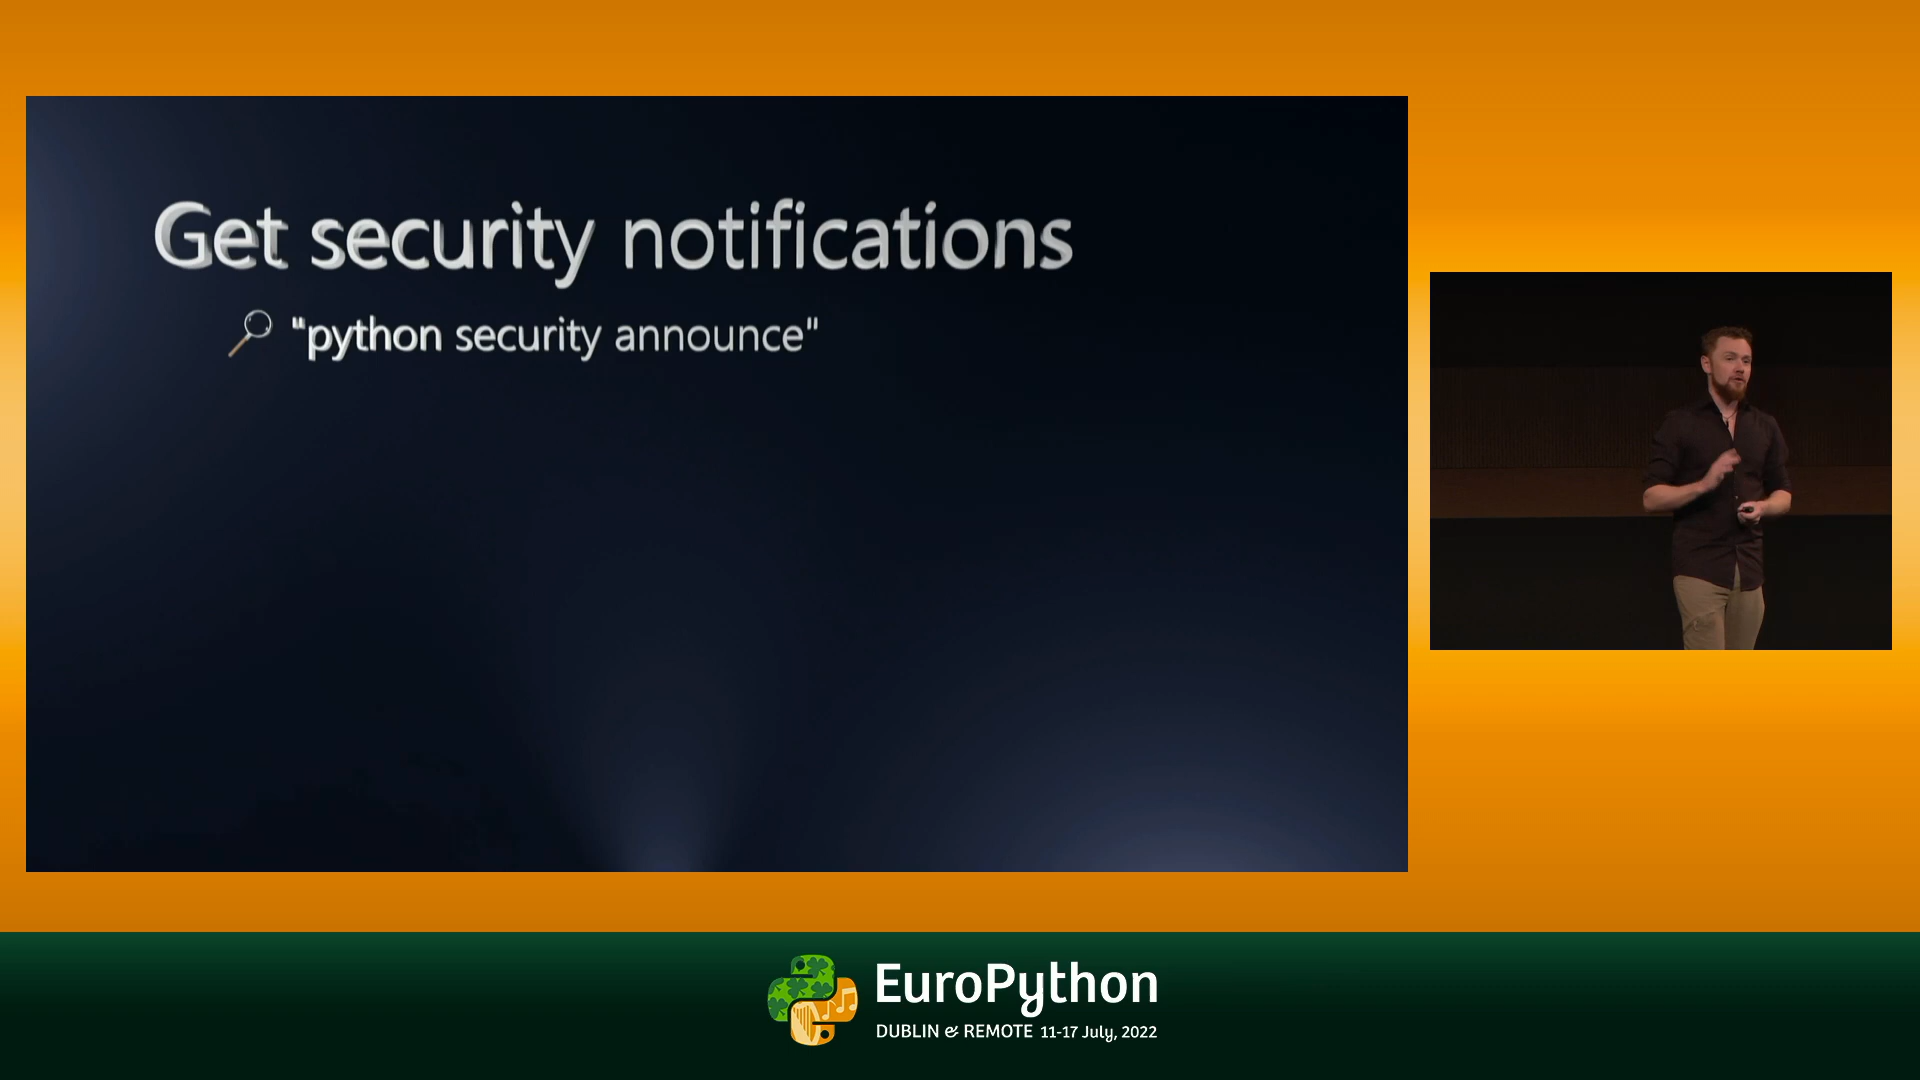 Get security notifications
"python security announce"
EuroPython
DUBLIN & REMOTE 11-17 July, 2022